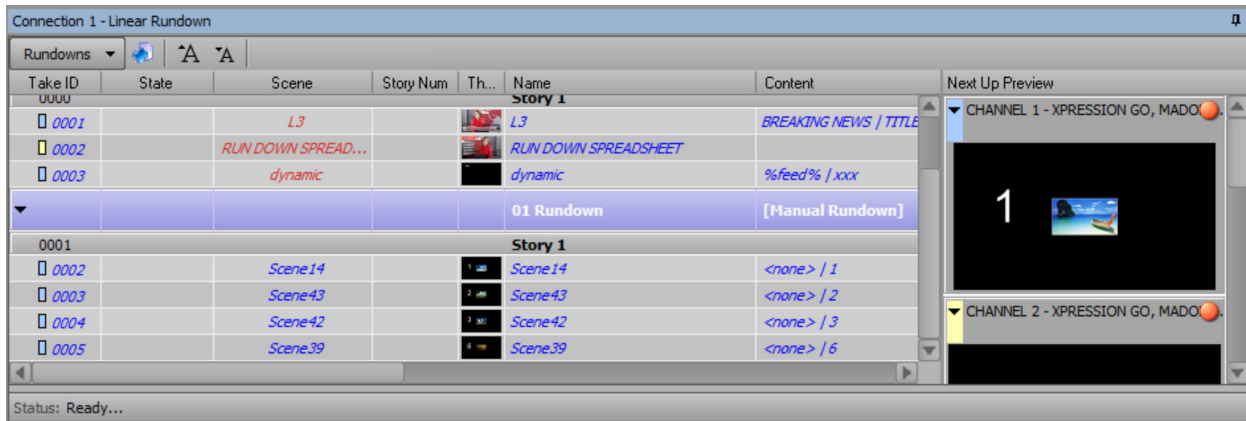 Connection 1 - Linear Rundown
Rundowns
Take ID State Scene Story Num Th... Name Content Next Up Preview
0000 Story 1
0001 L3 L3 BREAKING NEWS / TITLE
0002 RUN DOWN SPREAD... RUN DOWN SPREADSHEET
0003 dynamic dynamic %feed% / xxx
01 Rundown [Manual Rundown]
0001 Story 1
0002 Scene14 Scene14 <none> / 1
0003 Scene43 Scene43 <none> / 2
0004 Scene42 Scene42 <none> / 3
0005 Scene39 Scene39 <none> / 6
CHANNEL 1 - XPRESSION GO, MADO
1
CHANNEL 2 - XPRESSION GO, MADO
Status: Ready...